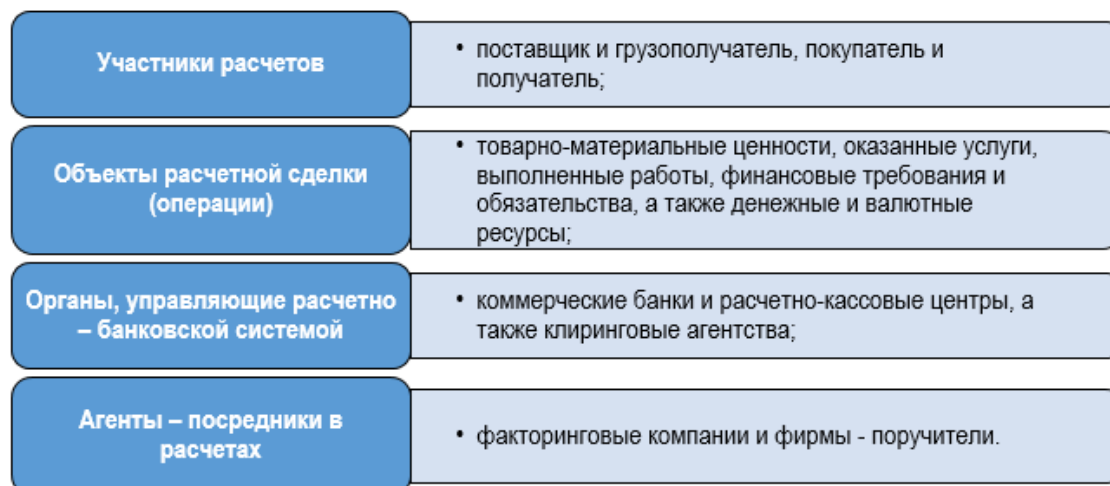 Участники расчетов
• поставщик и грузополучатель, покупатель и
получатель;
Объекты расчетной сделки
(операции)
• товарно-материальные ценности, оказанные услуги,
выполненные работы, финансовые требования и
обязательства, а также денежные и валютные
ресурсы;
Органы, управляющие расчетно
– банковской системой
• коммерческие банки и расчетно-кассовые центры, а
также клиринговые агентства;
Агенты – посредники в
расчетах
• факторинговые компании и фирмы - поручители.